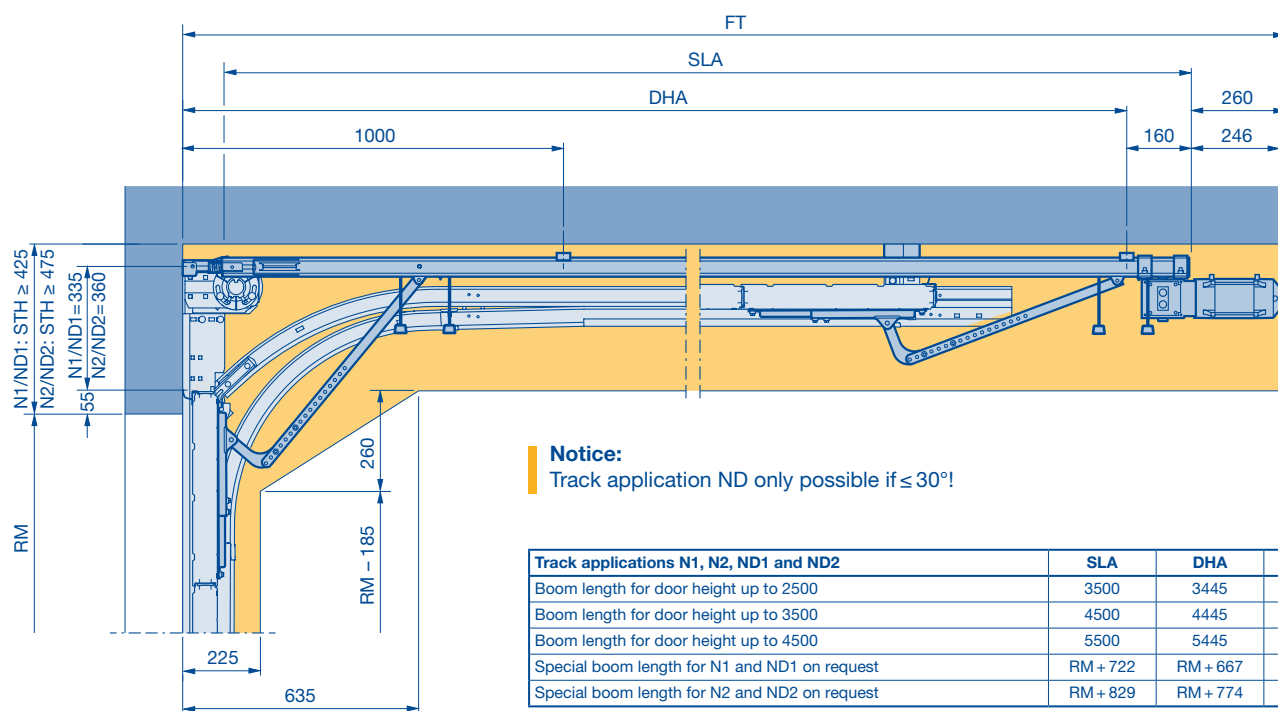 FT
SLA
DHA
260
1000
160
246
N1/ND1: STH ≥ 425
N2/ND2: STH ≥ 475
N1/ND1 = 335
N2/ND2 = 360
55
RM
260
RM – 185
225
635
Notice:
Track application ND only possible if ≤ 30°!
Track applications N1, N2, ND1 and ND2 SLA DHA
Boom length for door height up to 2500 3500 3445
Boom length for door height up to 3500 4500 4445
Boom length for door height up to 4500 5500 5445
Special boom length for N1 and ND1 on request RM + 722 RM + 667
Special boom length for N2 and ND2 on request RM + 829 RM + 774